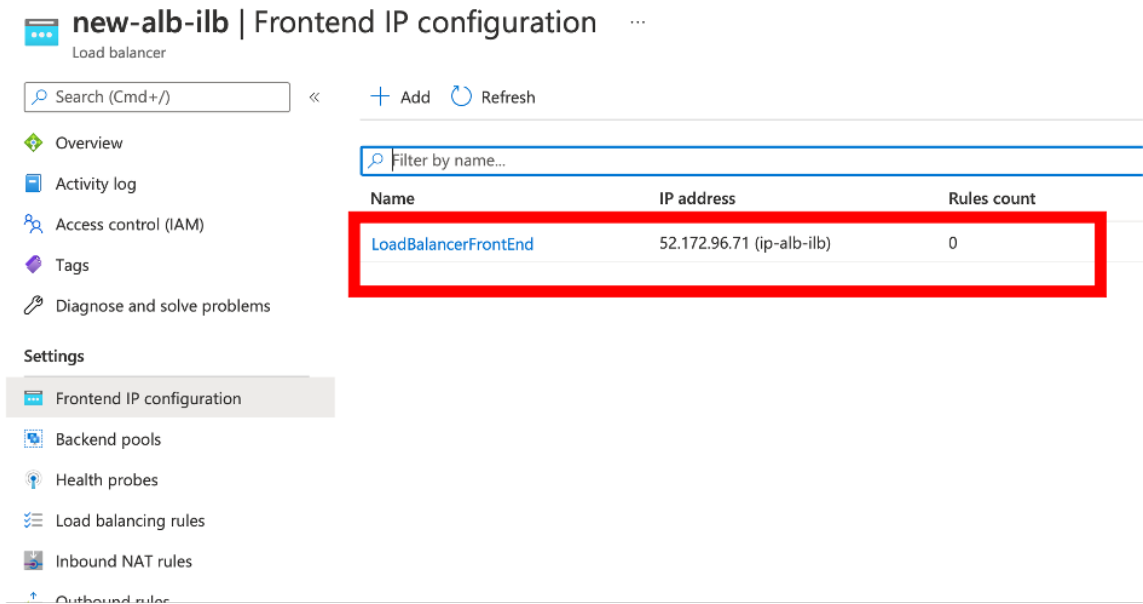 new-alb-ilb | Frontend IP configuration ...
Load balancer
Search (Cmd+/)
«
Add
Refresh
Overview
Activity log
Access control (IAM)
Tags
Diagnose and solve problems
Settings
Frontend IP configuration
Backend pools
Health probes
Load balancing rules
Inbound NAT rules
Outbound rules
Filter by name...
Name IP address Rules count
LoadBalancerFrontEnd 52.172.96.71 (ip-alb-ilb) 0